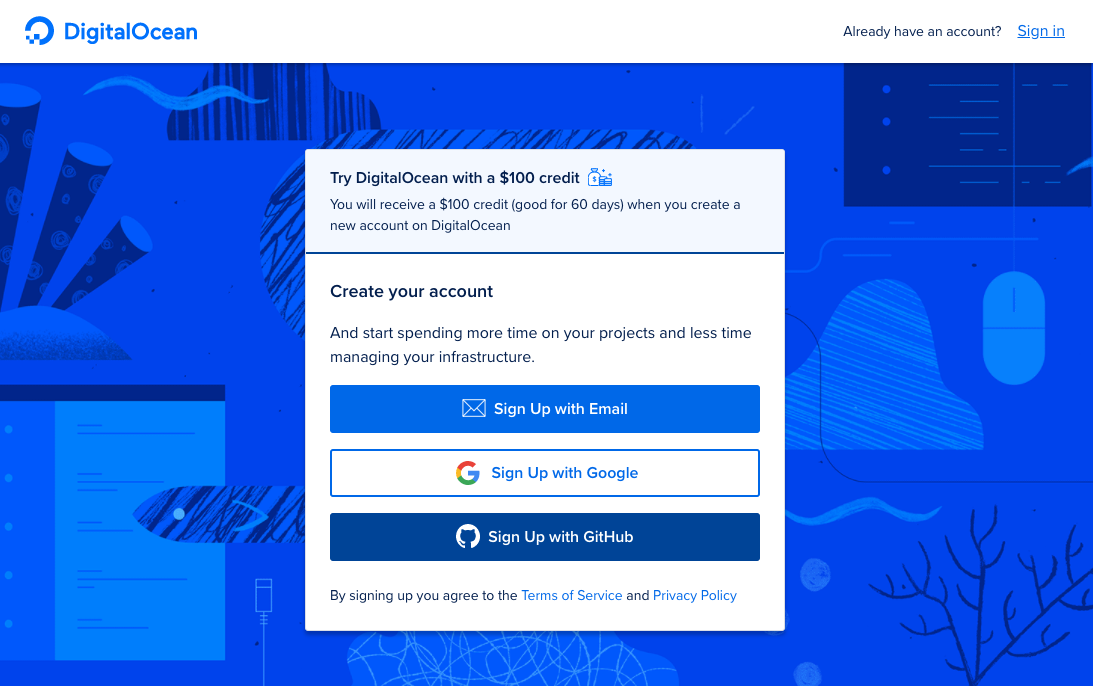 DigitalOcean
Already have an account? Sign in
Try DigitalOcean with a $100 credit
You will receive a $100 credit (good for 60 days) when you create a
new account on DigitalOcean
Create your account
And start spending more time on your projects and less time
managing your infrastructure.
Sign Up with Email
Sign Up with Google
Sign Up with GitHub
By signing up you agree to the Terms of Service and Privacy Policy